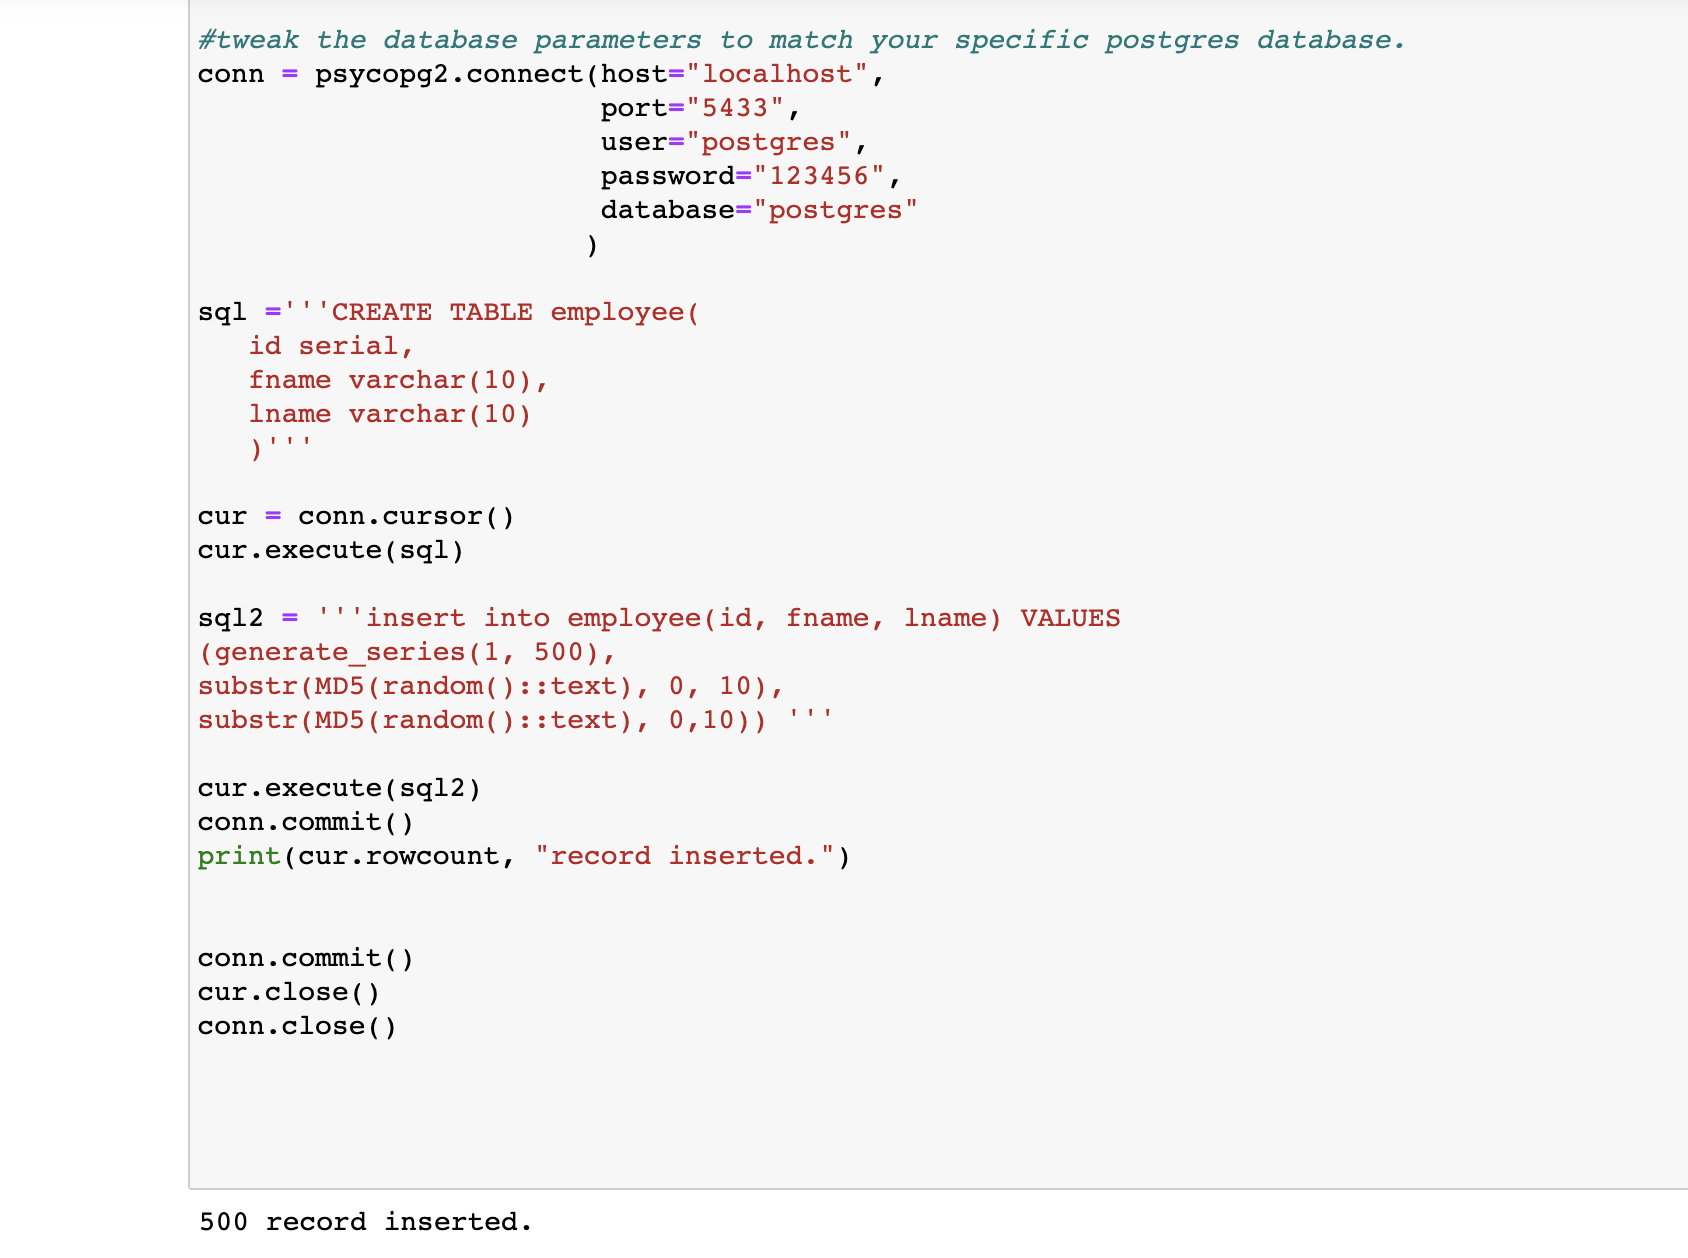 #tweak the database parameters to match your specific postgres database.
conn = psycopg2.connect(host="localhost",
                        port="5433",
                        user="postgres",
                        password="123456",
                        database="postgres"
                       )
sql ='''CREATE TABLE employee(
   id serial,
   fname varchar(10),
   lname varchar(10)
   )'''
cur = conn.cursor()
cur.execute(sql)
sql2 = '''insert into employee(id, fname, lname) VALUES
(generate_series(1, 500),
substr(MD5(random()::text), 0, 10),
substr(MD5(random()::text), 0,10)) '''
cur.execute(sql2)
conn.commit()
print(cur.rowcount, "record inserted.")
conn.commit()
cur.close()
conn.close()
500 record inserted.